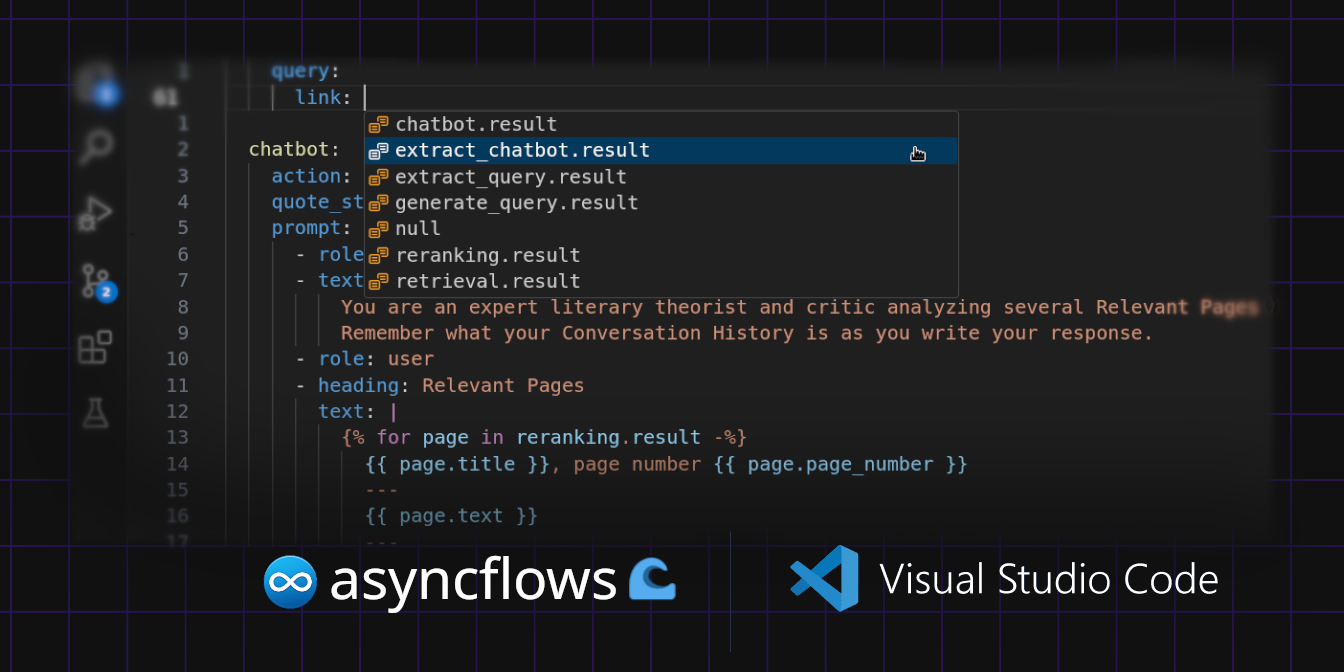 1 query:
61 link:
1
chatbot.result
2 chatbot:
extract_chatbot.result
3 action:
extract_query.result
4 quote_st
generate_query.result
5 prompt:
null
6 - role
reranking.result
7 - text
retrieval.result
8 You are an expert literary theorist and critic analyzing several Relevant Pages
9 Remember what your Conversation History is as you write your response.
10 - role: user
11 - heading: Relevant Pages
12 text: |
13 {% for page in reranking.result -%}
14 {{ page.title }}, page number {{ page.page_number }}
15 ---
16 {{ page.text }}
17 ---
2
asyncflows
Visual Studio Code